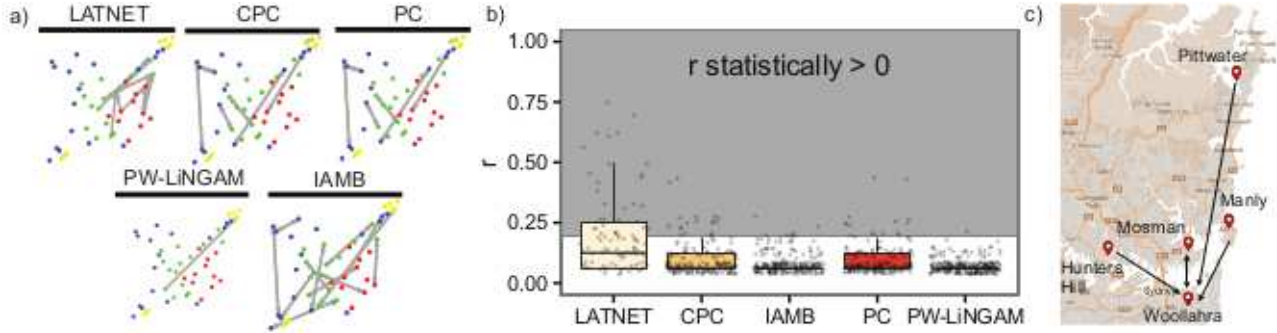 a)
LATNET
CPC
PC
PW-LiNGAM
IAMB
b)
1.00
0.75
0.50
0.25
0.00
r
r statistically > 0
LATNET
CPC
IAMB
PC
PW-LiNGAM
c)
Pittwater
Manly
Mosman
Hunters
Hill
Sydney
Woollahra